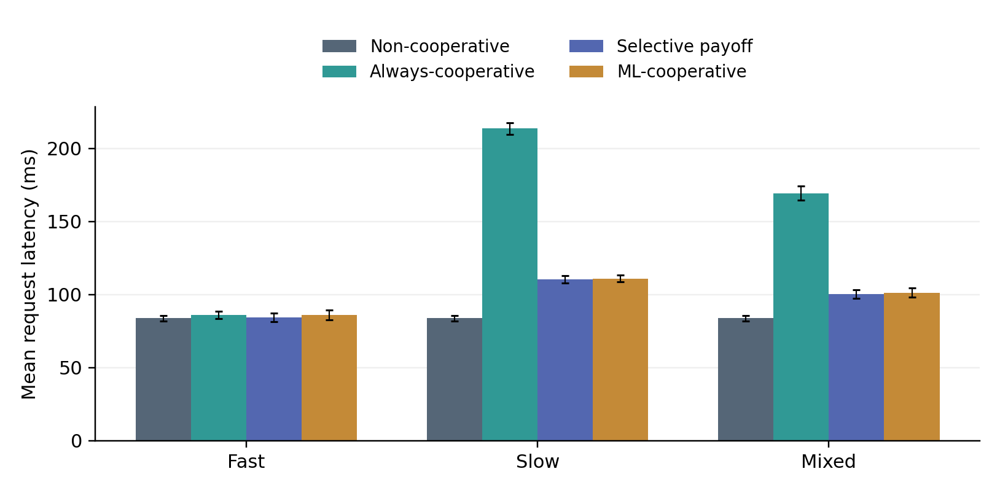 Non-cooperative
Always-cooperative
Selective payoff
ML-cooperative
Mean request latency (ms)
200
150
100
50
0
Fast
Slow
Mixed